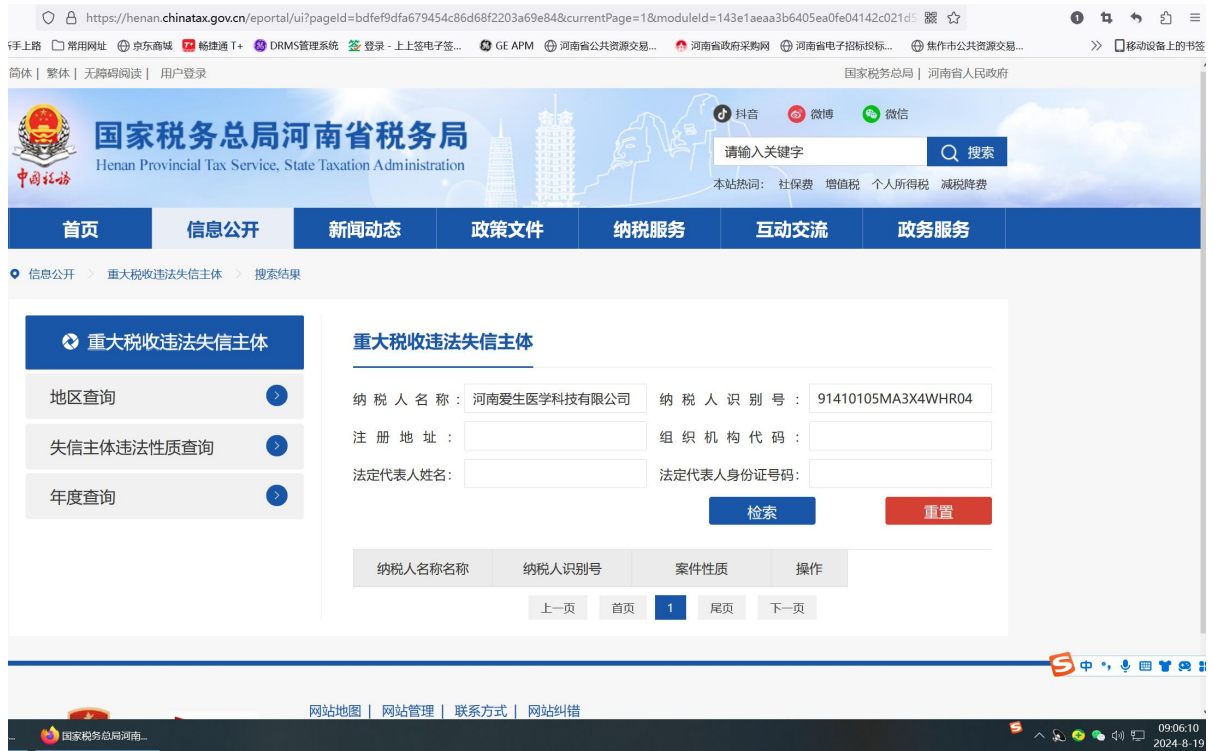 https://henan.chinatax.gov.cn/eportal/ui?pageId=bdfef9dfa679454c86d68f2203a69e84&currentPage=1&moduleId=143e1aeaa3b6405ea0fe04142c021d5
手上路 常用网址 京东商城 畅捷通 T+ DRMS管理系统 登录 - 上上签电子签... GE APM 河南省公共资源交易... 河南省政府采购网 河南省电子招标投标... 焦作市公共资源交易... 移动设备上的书签
简体 | 繁体 | 无障碍阅读 | 用户登录 国家税务总局 | 河南省人民政府
抖音 微博 微信
国家税务总局河南省税务局
Henan Provincial Tax Service, State Taxation Administration
中国税务
请输入关键字 搜索
本站热词: 社保费 增值税 个人所得税 减税降费
首页 信息公开 新闻动态 政策文件 纳税服务 互动交流 政务服务
信息公开 > 重大税收违法失信主体 > 搜索结果
重大税收违法失信主体
地区查询
失信主体违法性质查询
年度查询
重大税收违法失信主体
纳税人名称: 河南爱生医学科技有限公司 纳税人识别号: 91410105MA3X4WHR04
注册地址: 组织机构代码:
法定代表人姓名: 法定代表人身份证号码:
检索 重置
纳税人名称名称 纳税人识别号 案件性质 操作
上一页 首页 1 尾页 下一页
中
网站地图 | 网站管理 | 联系方式 | 网站纠错
国家税务总局河南...
09:06:10
2024-8-19